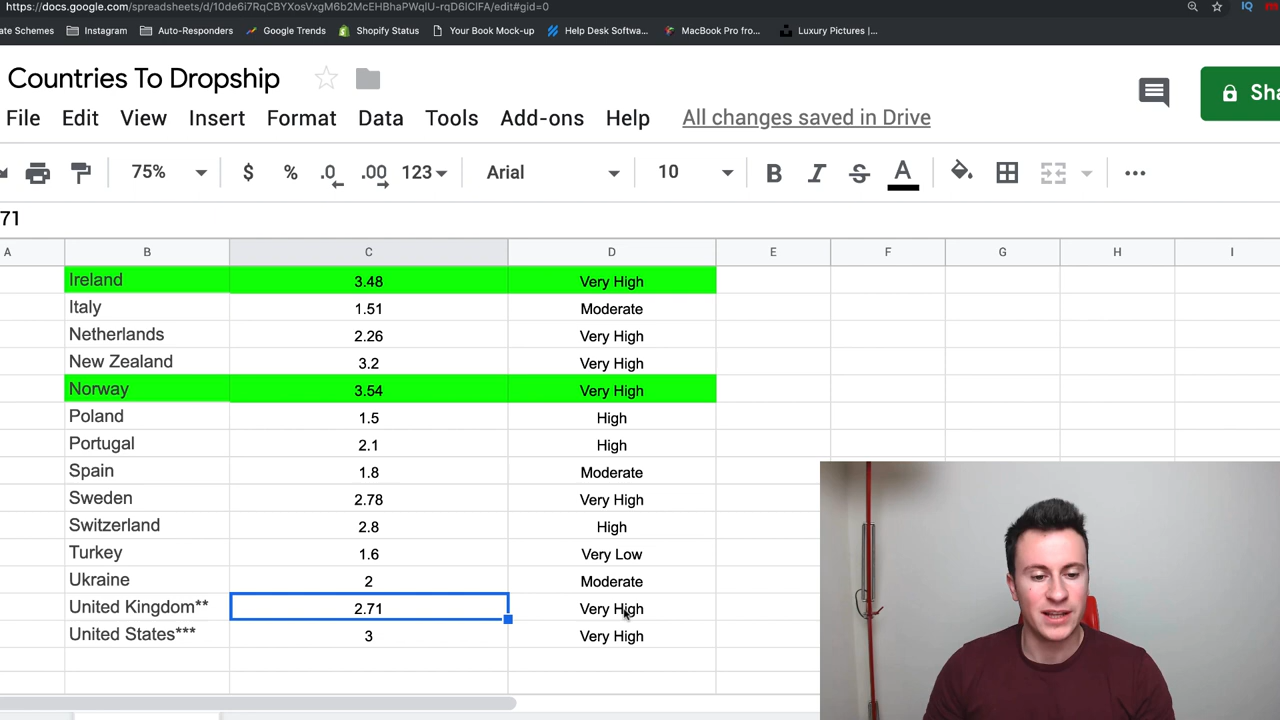 https://docs.google.com/spreadsheets/d/10de6i7RqCBYXosVxgM6b2McEHBhaPWqlU-rqD6ICIFA/edit#gid=0
ate Schemes Instagram Auto-Responders Google Trends Shopify Status Your Book Mock-up Help Desk Softwa... MacBook Pro fro... Luxury Pictures |...
Countries To Dropship
Sha
File Edit View Insert Format Data Tools Add-ons Help All changes saved in Drive
75% $ % .0 .00 123 Arial 10 B I S A
71
A B C D E F G H I
Ireland 3.48 Very High
Italy 1.51 Moderate
Netherlands 2.26 Very High
New Zealand 3.2 Very High
Norway 3.54 Very High
Poland 1.5 High
Portugal 2.1 High
Spain 1.8 Moderate
Sweden 2.78 Very High
Switzerland 2.8 High
Turkey 1.6 Very Low
Ukraine 2 Moderate
United Kingdom** 2.71 Very High
United States*** 3 Very High